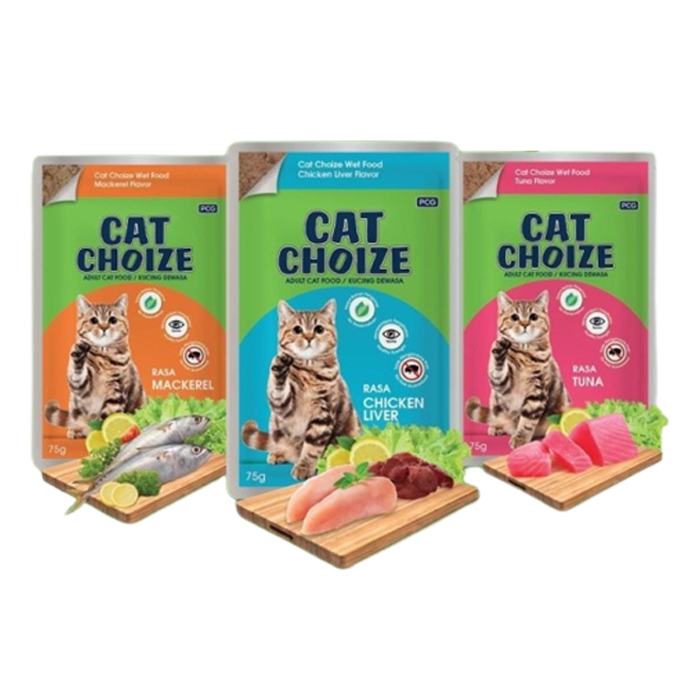 Cat Choize Wet Food
Mackerel Flavor
PCG
CAT
CHOIZE
ADULT CAT FOOD / KUCING DEWASA
RASA
MACKEREL
75g
Cat Choize Wet Food
Chicken Liver Flavor
PCG
CAT
CHOIZE
ADULT CAT FOOD / KUCING DEWASA
RASA
CHICKEN
LIVER
75g
Cat Choize Wet Food
Tuna Flavor
PCG
CAT
CHOIZE
ADULT CAT FOOD / KUCING DEWASA
RASA
TUNA
75g